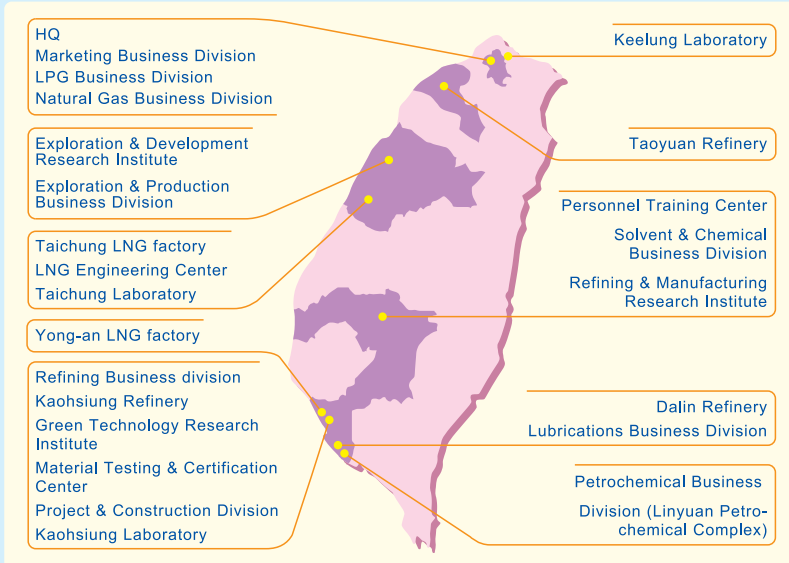 HQ
Marketing Business Division
LPG Business Division
Natural Gas Business Division
Exploration & Development
Research Institute
Exploration & Production
Business Division
Taichung LNG factory
LNG Engineering Center
Taichung Laboratory
Yong-an LNG factory
Refining Business division
Kaohsiung Refinery
Green Technology Research
Institute
Material Testing & Certification
Center
Project & Construction Division
Kaohsiung Laboratory
Keelung Laboratory
Taoyuan Refinery
Personnel Training Center
Solvent & Chemical
Business Division
Refining & Manufacturing
Research Institute
Dalin Refinery
Lubrications Business Division
Petrochemical Business
Division (Linyuan Petro-
chemical Complex)